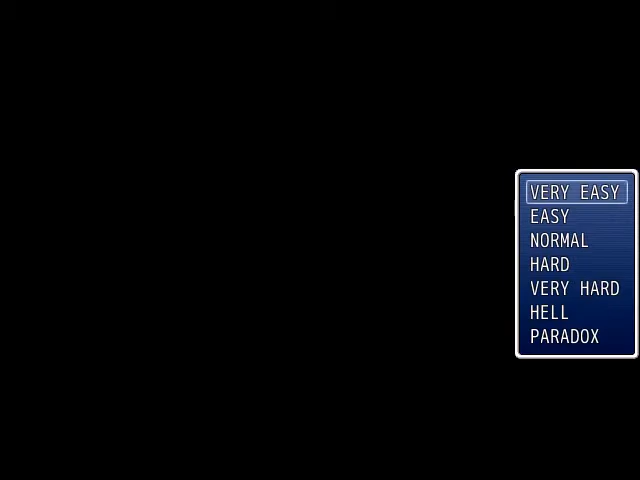 VERY EASY
EASY
NORMAL
HARD
VERY HARD
HELL
PARADOX